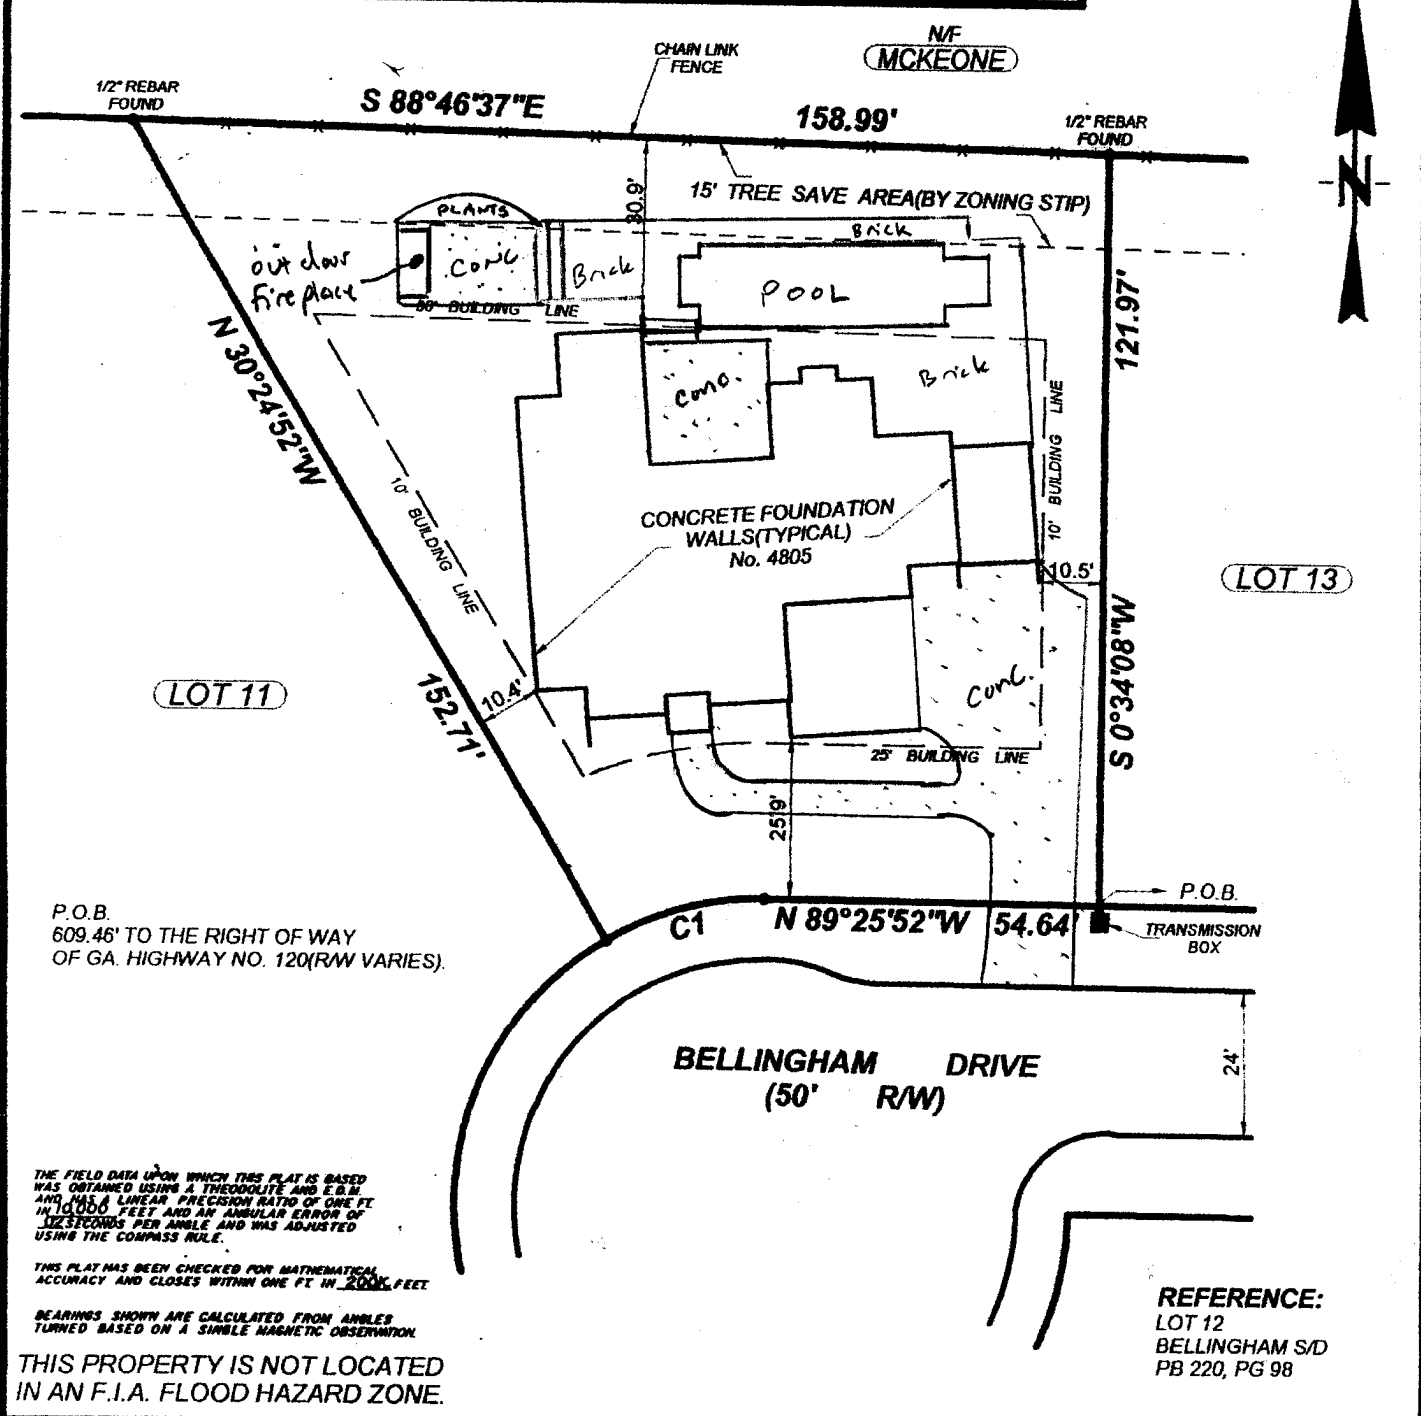 N/F
MCKEONE
CHAIN LINK
FENCE
1/2" REBAR
FOUND
S 88°46'37"E
158.99'
1/2" REBAR
FOUND
N
15' TREE SAVE AREA(BY ZONING STIP)
30.9'
PLANTS
Brick
outdoor
fireplace
CONC
Brick
POOL
BUILDING LINE
N 30°24'52"W
121.97'
Conc.
Brick
10' BUILDING LINE
10' BUILDING LINE
CONCRETE FOUNDATION
WALLS(TYPICAL)
No. 4805
10.5'
LOT 13
LOT 11
152.71'
10.4'
Conc.
S 0°34'08"W
25' BUILDING LINE
25.9'
P.O.B.
C1
N 89°25'52"W 54.64'
TRANSMISSION
BOX
P.O.B.
609.46' TO THE RIGHT OF WAY
OF GA. HIGHWAY NO. 120(R/W VARIES).
BELLINGHAM DRIVE
(50' R/W)
24'
THE FIELD DATA UPON WHICH THIS PLAT IS BASED
WAS OBTAINED USING A THEODOLITE AND E.D.M.
AND HAS A LINEAR PRECISION RATIO OF ONE FT.
IN 10,000 FEET AND AN ANGULAR ERROR OF
SECONDS PER ANGLE AND WAS ADJUSTED
USING THE COMPASS RULE.
THIS PLAT HAS BEEN CHECKED FOR MATHEMATICAL
ACCURACY AND CLOSES WITHIN ONE FT. IN 200K FEET.
BEARINGS SHOWN ARE CALCULATED FROM ANGLES
TURNED BASED ON A SINGLE MAGNETIC OBSERVATION.
THIS PROPERTY IS NOT LOCATED
IN AN F.I.A. FLOOD HAZARD ZONE.
REFERENCE:
LOT 12
BELLINGHAM S/D
PB 220, PG 98